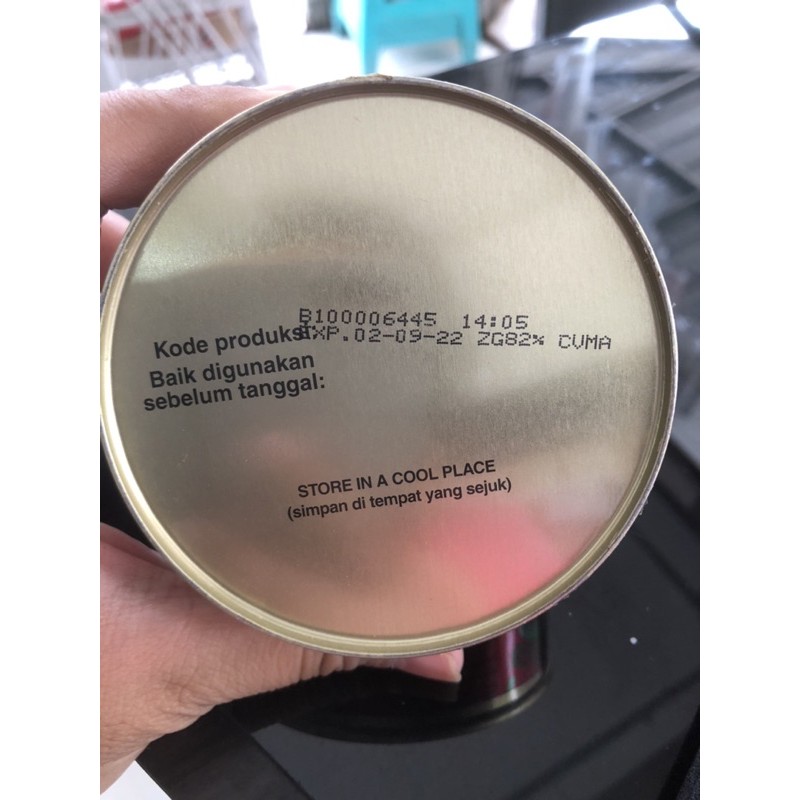 B100006445 14:05
Kode produksi:
EXP.02-09-22 ZG82% CVMA
Baik digunakan
sebelum tanggal:
STORE IN A COOL PLACE
(simpan di tempat yang sejuk)